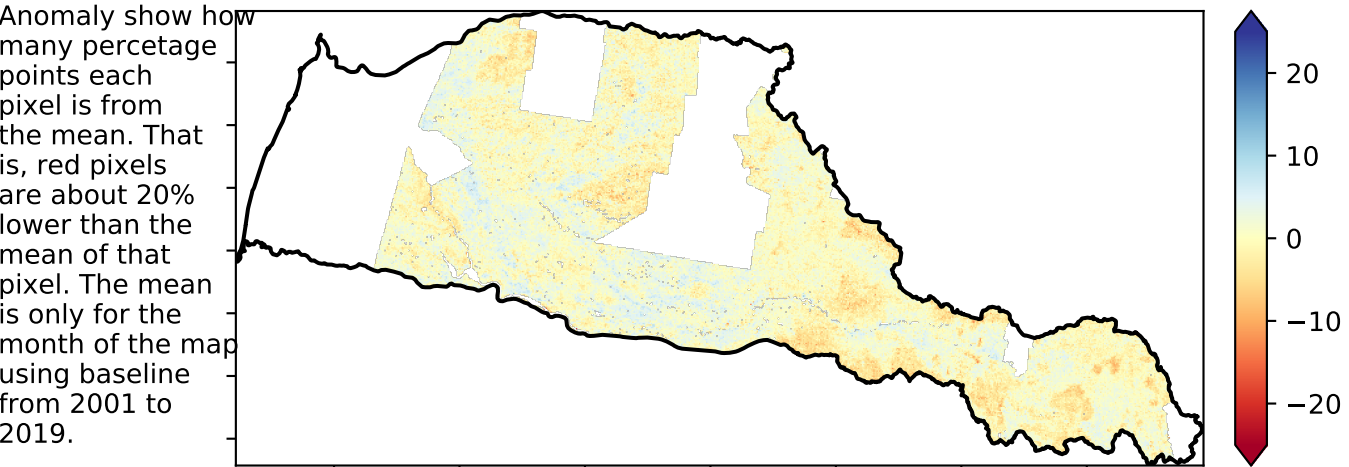 Anomaly show how
many percetage
points each
pixel is from
the mean. That
is, red pixels
are about 20%
lower than the
mean of that
pixel. The mean
is only for the
month of the map
using baseline
from 2001 to
2019.
20
10
0
−10
−20